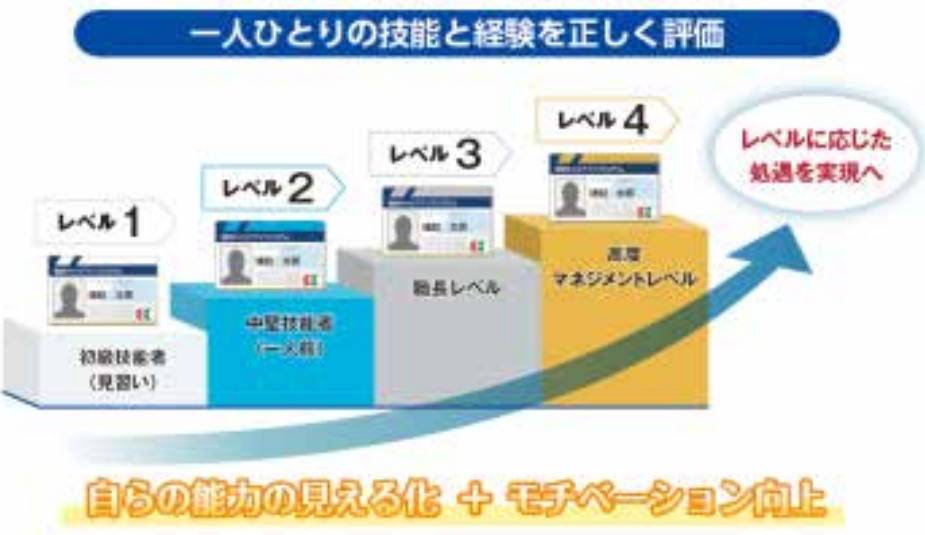 一人ひとりの技能と経験を正しく評価
レベル 4
レベルに応じた
処遇を実現へ
レベル 3
レベル 2
レベル 1
高度
マネジメントレベル
職長レベル
中堅技能者
(一人前)
初級技能者
(見習い)
自らの能力の見える化 + モチベーション向上